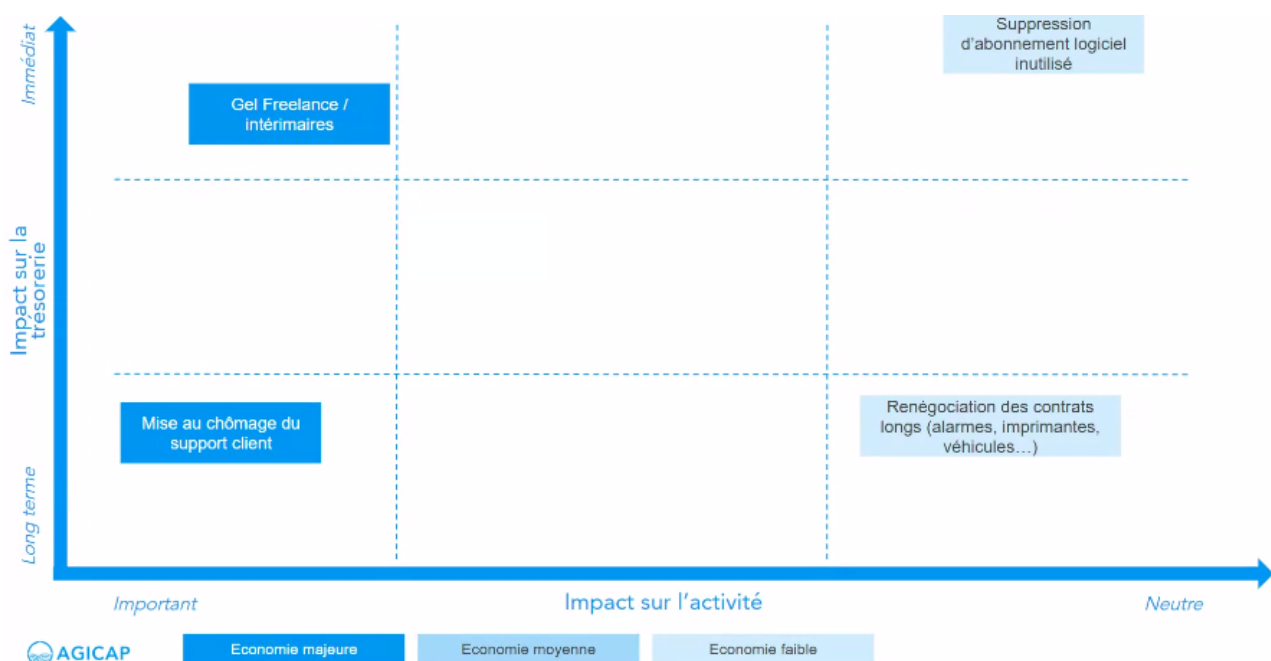 Immédiat
Suppression
d'abonnement logiciel
inutilisé
Gel Freelance /
intérimaires
Impact sur la
trésorerie
Mise au chômage du
support client
Renégociation des contrats
longs (alarmes, imprimantes,
véhicules...)
Long terme
Important
Impact sur l'activité
Neutre
AGICAP
Economie majeure
Economie moyenne
Economie faible